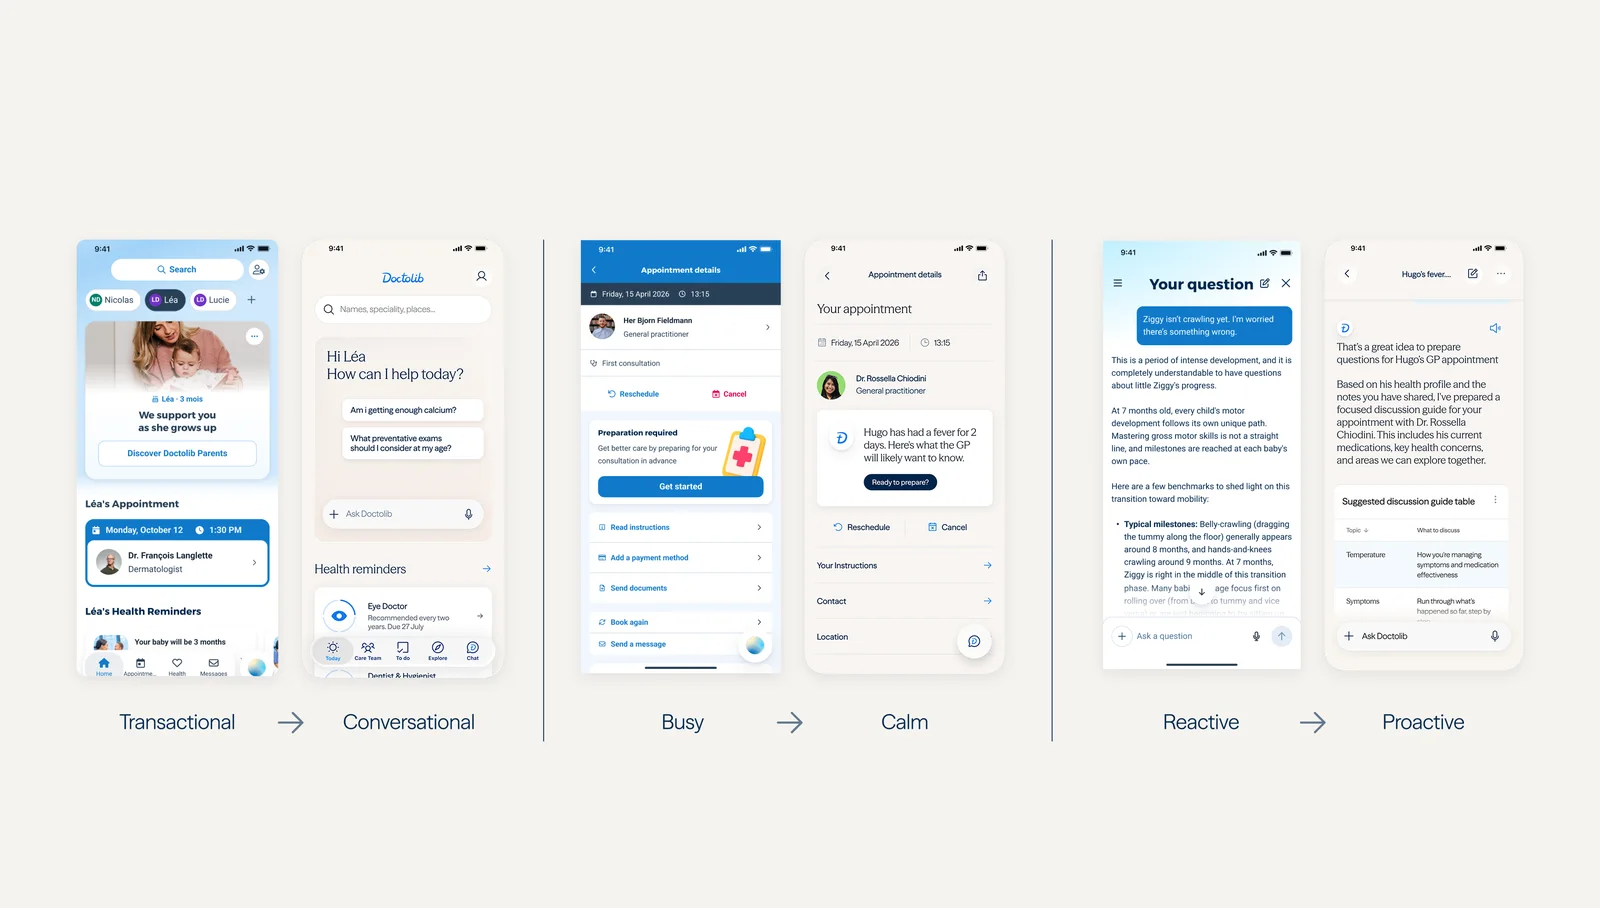 9:41
Search
ND Nicolas
LD Léa
LD Lucie
Léa · 3 mois
We support you
as she grows up
Discover Doctolib Parents
Léa's Appointment
Monday, October 12
1:30 PM
Dr. François Langlette
Dermatologist
Léa's Health Reminders
Your baby will be 3 months
Home
Appointme...
Health
Messages
9:41
Doctolib
Names, speciality, places...
Hi Léa
How can I help today?
Am i getting enough calcium?
What preventative exams
should I consider at my age?
Ask Doctolib
Health reminders
Eye Doctor
Recommended every two
years. Due 27 July
Today
Care Team
To do
Explore
Chat
Dentist & Hygienist
Transactional
Conversational
9:41
Appointment details
Friday, 15 April 2026
13:15
Her Bjorn Fieldmann
General practitioner
First consultation
Reschedule
Cancel
Preparation required
Get better care by preparing for your
consultation in advance
Get started
Read instructions
Add a payment method
Send documents
Book again
Send a message
9:41
Appointment details
Your appointment
Friday, 15 April 2026
13:15
Dr. Rossella Chiodini
General practitioner
Hugo has had a fever for 2
days. Here's what the GP
will likely want to know.
Ready to prepare?
Reschedule
Cancel
Your Instructions
Contact
Location
Busy
Calm
9:41
Your question
Ziggy isn't crawling yet. I'm worried
there's something wrong.
This is a period of intense development, and it is
completely understandable to have questions
about little Ziggy's progress.
At 7 months old, every child's motor
development follows its own unique path.
Mastering gross motor skills is not a straight
line, and milestones are reached at each baby's
own pace.
Here are a few benchmarks to shed light on this
transition toward mobility:
• Typical milestones: Belly-crawling (dragging
the tummy along the floor) generally appears
around 8 months, and hands-and-knees
crawling around 9 months. At 7 months,
Ziggy is right in the middle of this transition
phase. Many babi age focus first on
rolling over (from to tummy and vice
Ask a question
9:41
Hugo's fever....
That's a great idea to prepare
questions for Hugo's GP appointment
Based on his health profile and the
notes you have shared, I've prepared a
focused discussion guide for your
appointment with Dr. Rossella
Chiodini. This includes his current
medications, key health concerns,
and areas we can explore together.
Suggested discussion guide table
Topic ↓
What to discuss
Temperature
How you're managing
symptoms and medication
effectiveness
Symptoms
Run through what's
happened so far, step by
Ask Doctolib
Reactive
Proactive